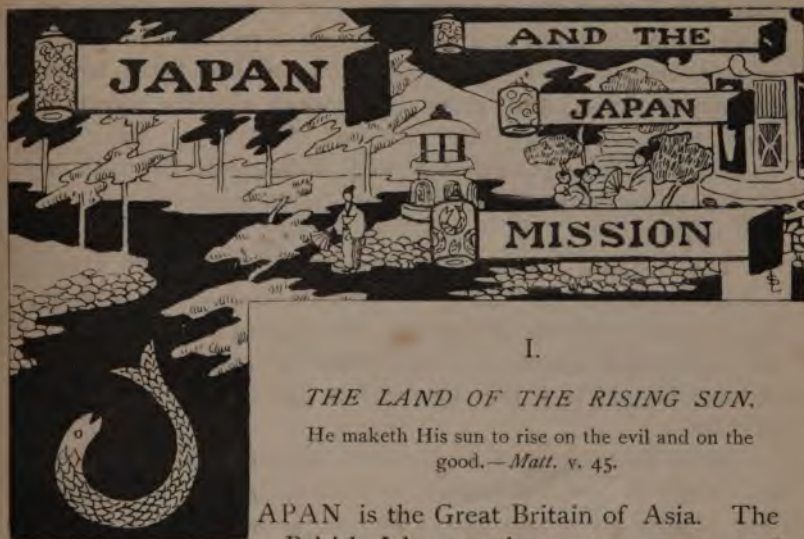 JAPAN
AND THE
JAPAN
MISSION
I.
THE LAND OF THE RISING SUN.
He maketh His sun to rise on the evil and on the
good.—Matt. v. 45.
APAN is the Great Britain of Asia. The